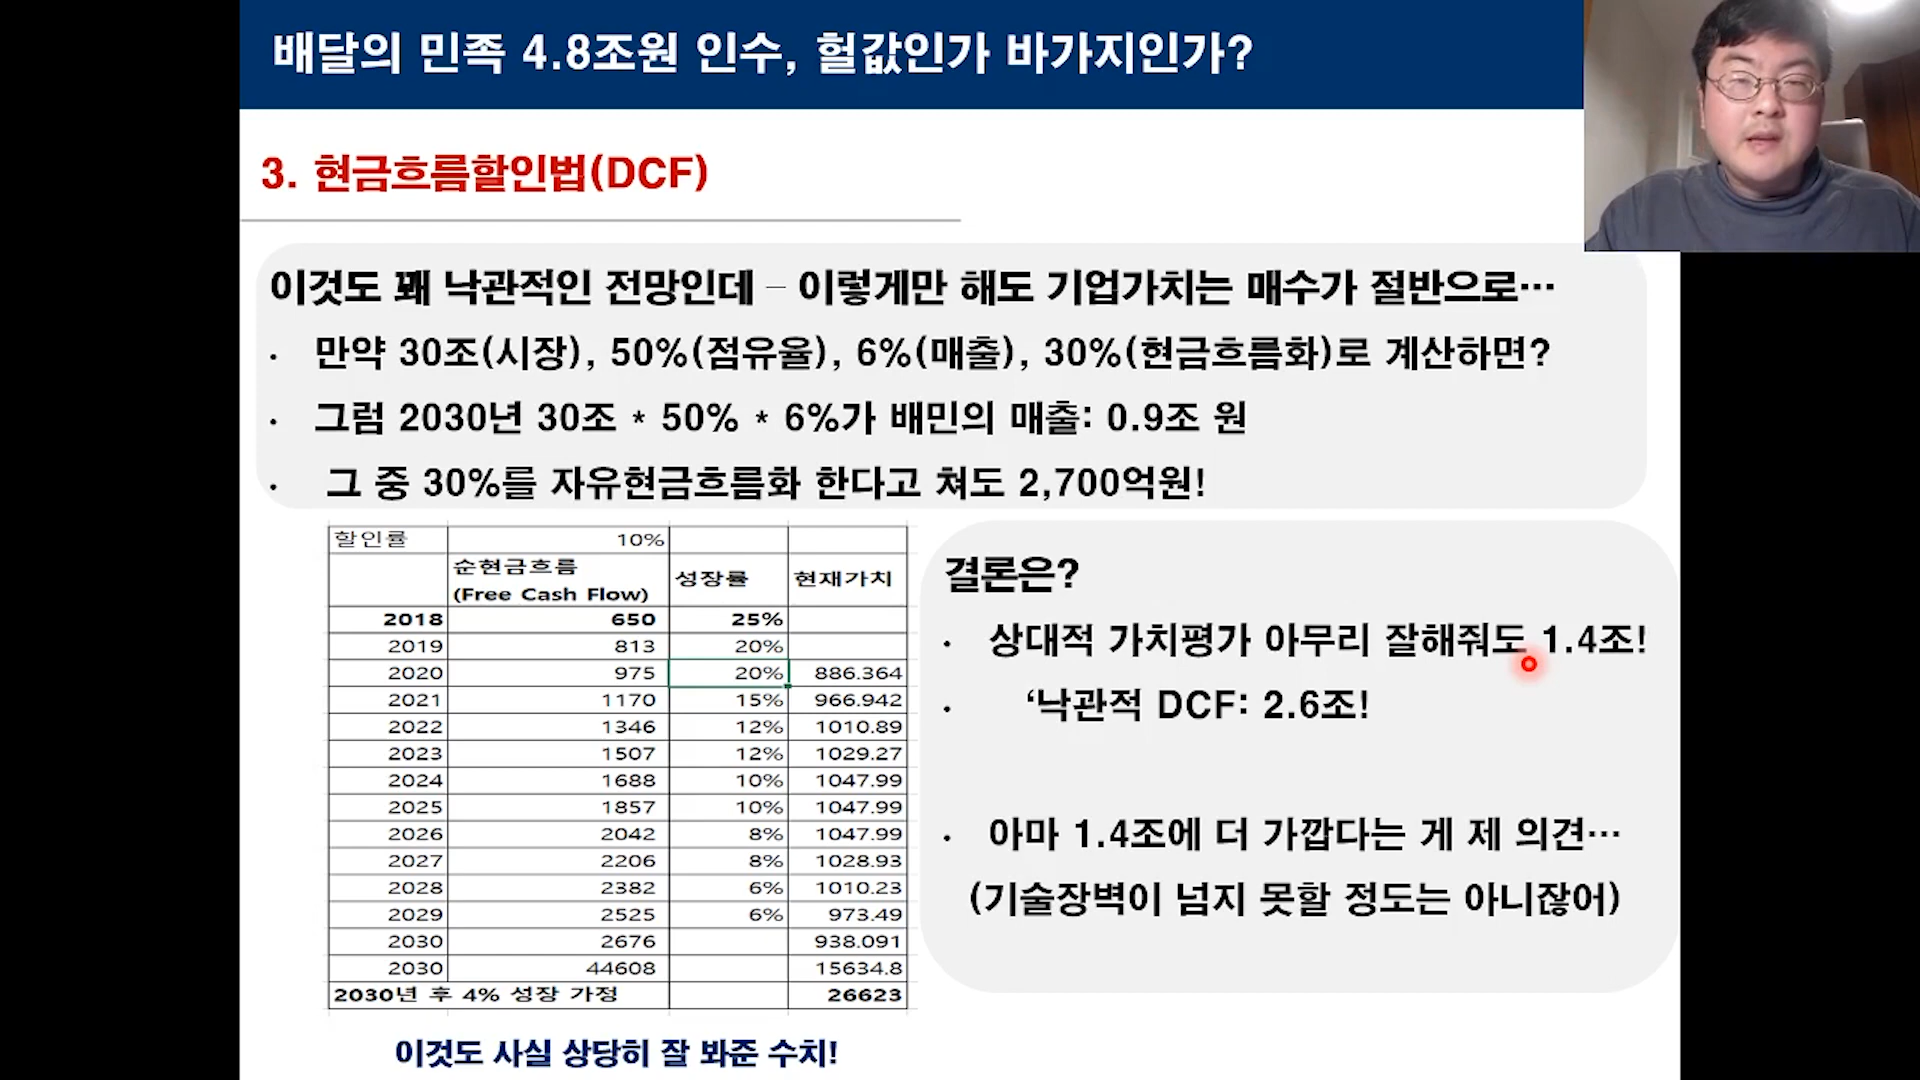 배달의 민족 4.8조원 인수, 헐값인가 바가지인가?
3. 현금흐름할인법(DCF)
이것도 꽤 낙관적인 전망인데 – 이렇게만 해도 기업가치는 매수가 절반으로…
· 만약 30조(시장), 50%(점유율), 6%(매출), 30%(현금흐름화)로 계산하면?
· 그럼 2030년 30조 * 50% * 6%가 배민의 매출: 0.9조 원
· 그 중 30%를 자유현금흐름화 한다고 쳐도 2,700억원!
할인률 10%
순현금흐름 (Free Cash Flow) 성장률 현재가치
2018 650 25%
2019 813 20%
2020 975 20% 886.364
2021 1170 15% 966.942
2022 1346 12% 1010.89
2023 1507 12% 1029.27
2024 1688 10% 1047.99
2025 1857 10% 1047.99
2026 2042 8% 1047.99
2027 2206 8% 1028.93
2028 2382 6% 1010.23
2029 2525 6% 973.49
2030 2676 938.091
2030 44608 15634.8
2030년 후 4% 성장 가정 26623
이것도 사실 상당히 잘 봐준 수치!
결론은?
· 상대적 가치평가 아무리 잘해줘도 1.4조!
· ‘낙관적 DCF: 2.6조!
· 아마 1.4조에 더 가깝다는 게 제 의견…
(기술장벽이 넘지 못할 정도는 아니잖어)